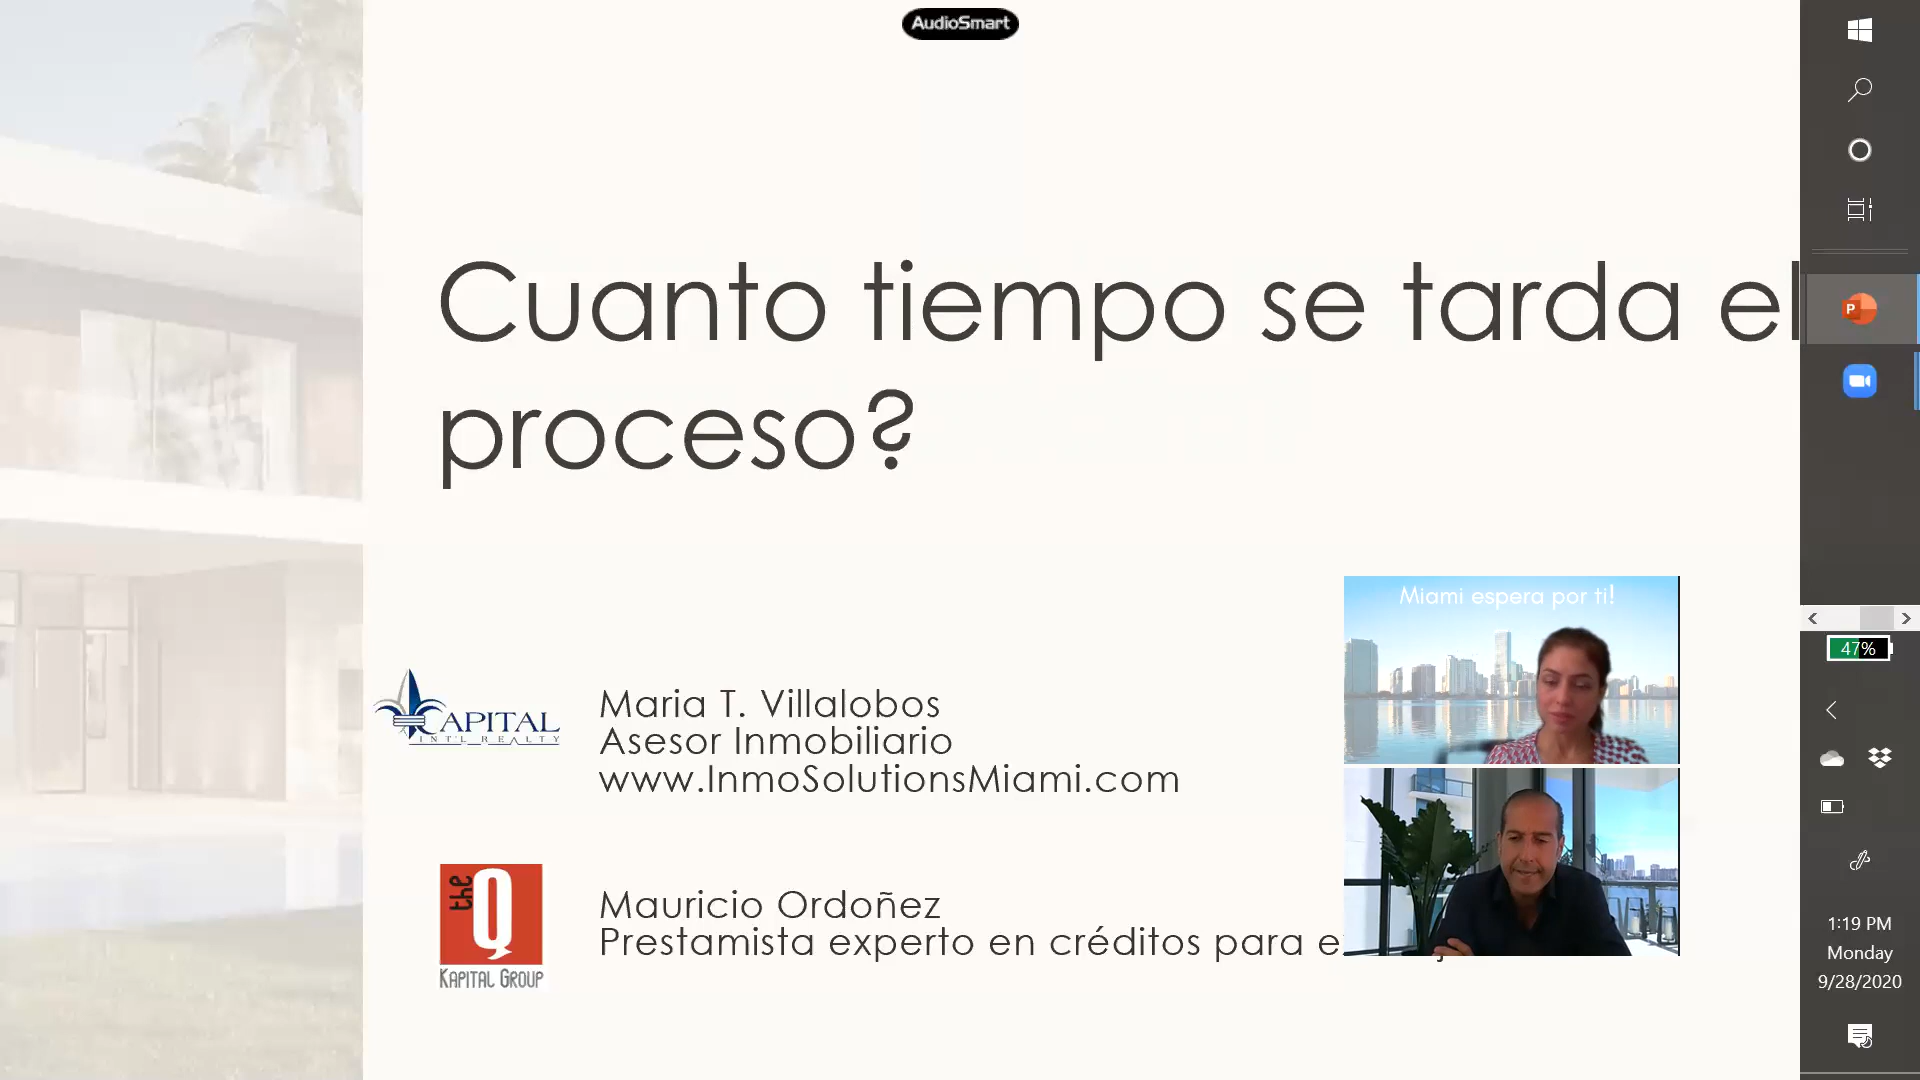 AudioSmart
Cuanto tiempo se tarda el
proceso?
Miami espera por ti!
KAPITAL
INT'L REALTY
Maria T. Villalobos
Asesor Inmobiliario
www.InmoSolutionsMiami.com
the Q
KAPITAL GROUP
Mauricio Ordoñez
Prestamista experto en créditos para
47%
1:19 PM
Monday
9/28/2020